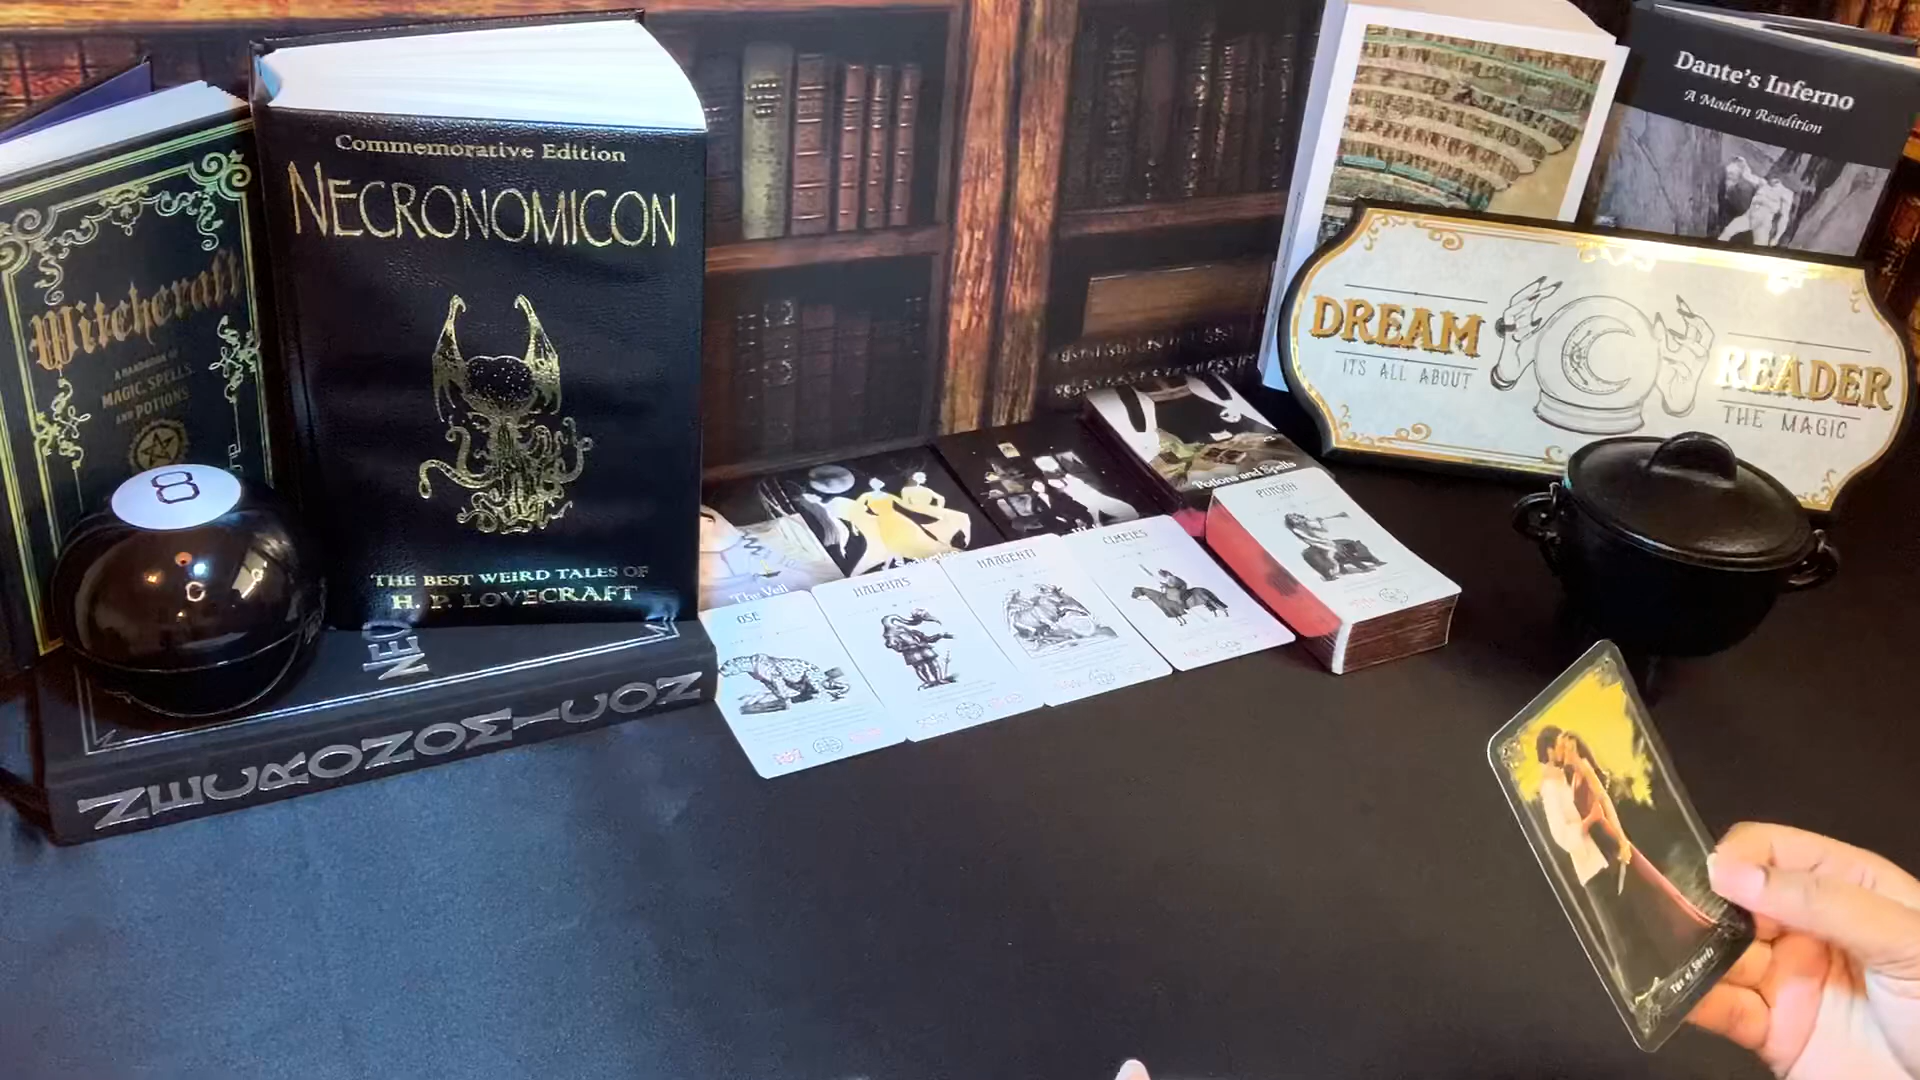 Witchcraft
A HANDBOOK OF
MAGIC, SPELLS,
AND POTIONS
8
Commemorative Edition
NECRONOMICON
THE BEST WEIRD TALES OF
H. P. LOVECRAFT
NECRONOMICON
The Veil
OSE
HALPHAS
HAAGENTI
CIMEIES
Potions and Spells
PURSON
Dante's Inferno
A Modern Rendition
DREAM READER
IT'S ALL ABOUT THE MAGIC
Two of Swords